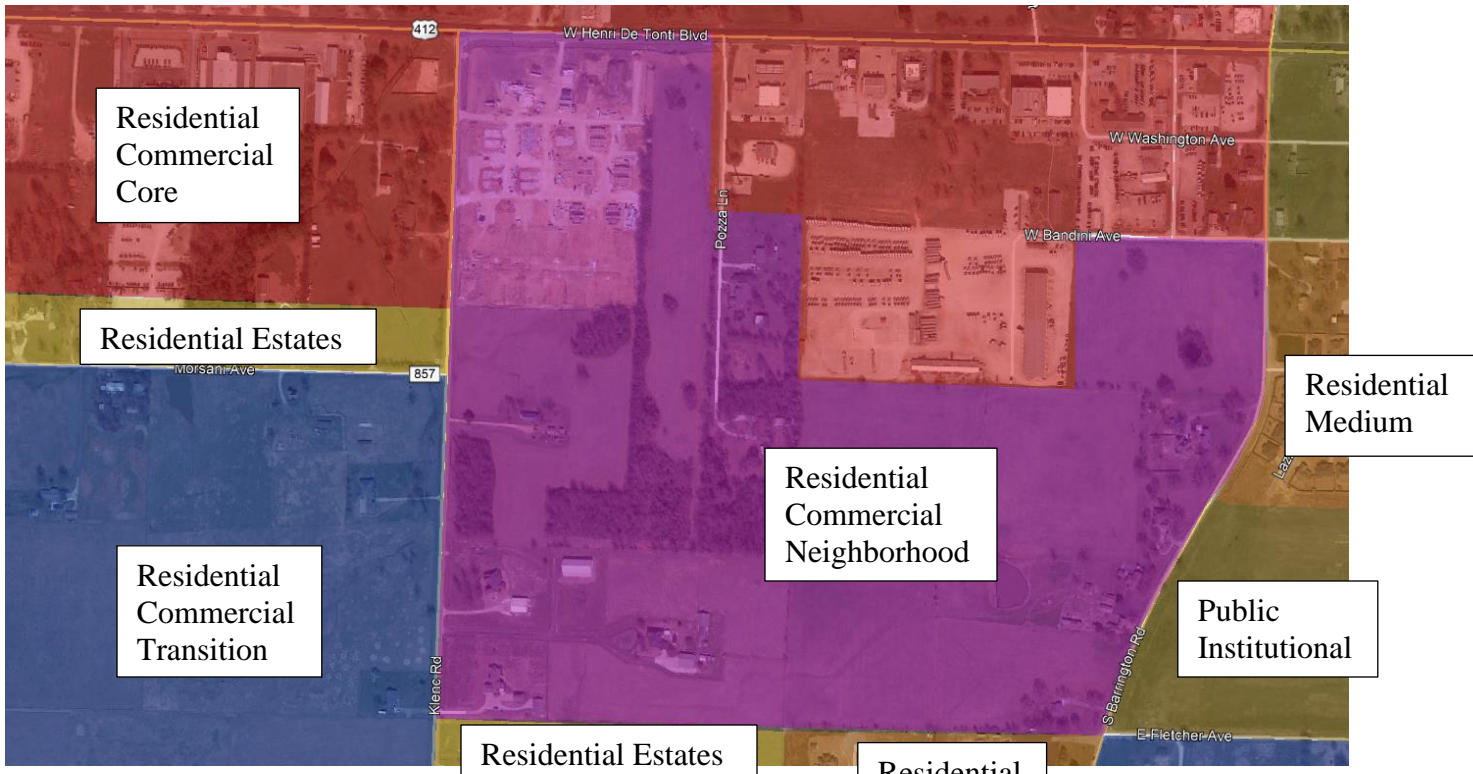 412
W Henri De Tonti Blvd
Residential
Commercial
Core
W Washington Ave
Pozza Ln
W Bandini Ave
Residential Estates
Morsani Ave
857
Residential
Medium
Residential
Commercial
Neighborhood
Residential
Commercial
Transition
Public
Institutional
Klenc Rd
S Barrington Rd
E Fletcher Ave
Residential Estates
Residential